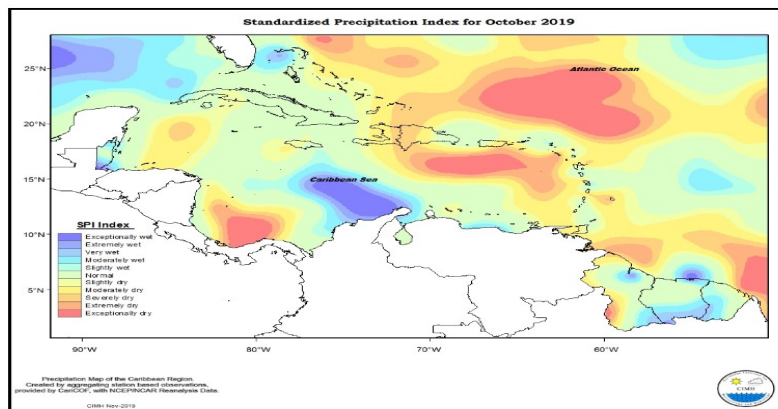 Standardized Precipitation Index for October 2019
25°N
20°N
15°N
10°N
5°N
Atlantic Ocean
Caribbean Sea
SPI Index
Exceptionally wet
Extremely wet
Very wet
Moderately wet
Slightly wet
Normal
Slightly dry
Moderately dry
Severely dry
Extremely dry
Exceptionally dry
90°W
80°W
70°W
60°W
Precipitation Map of the Caribbean Region.
Created by aggregating station based observations,
provided by CariCOF, with NCEP/NCAR Reanalysis Data.
CIMH Nov-2019
CIMH